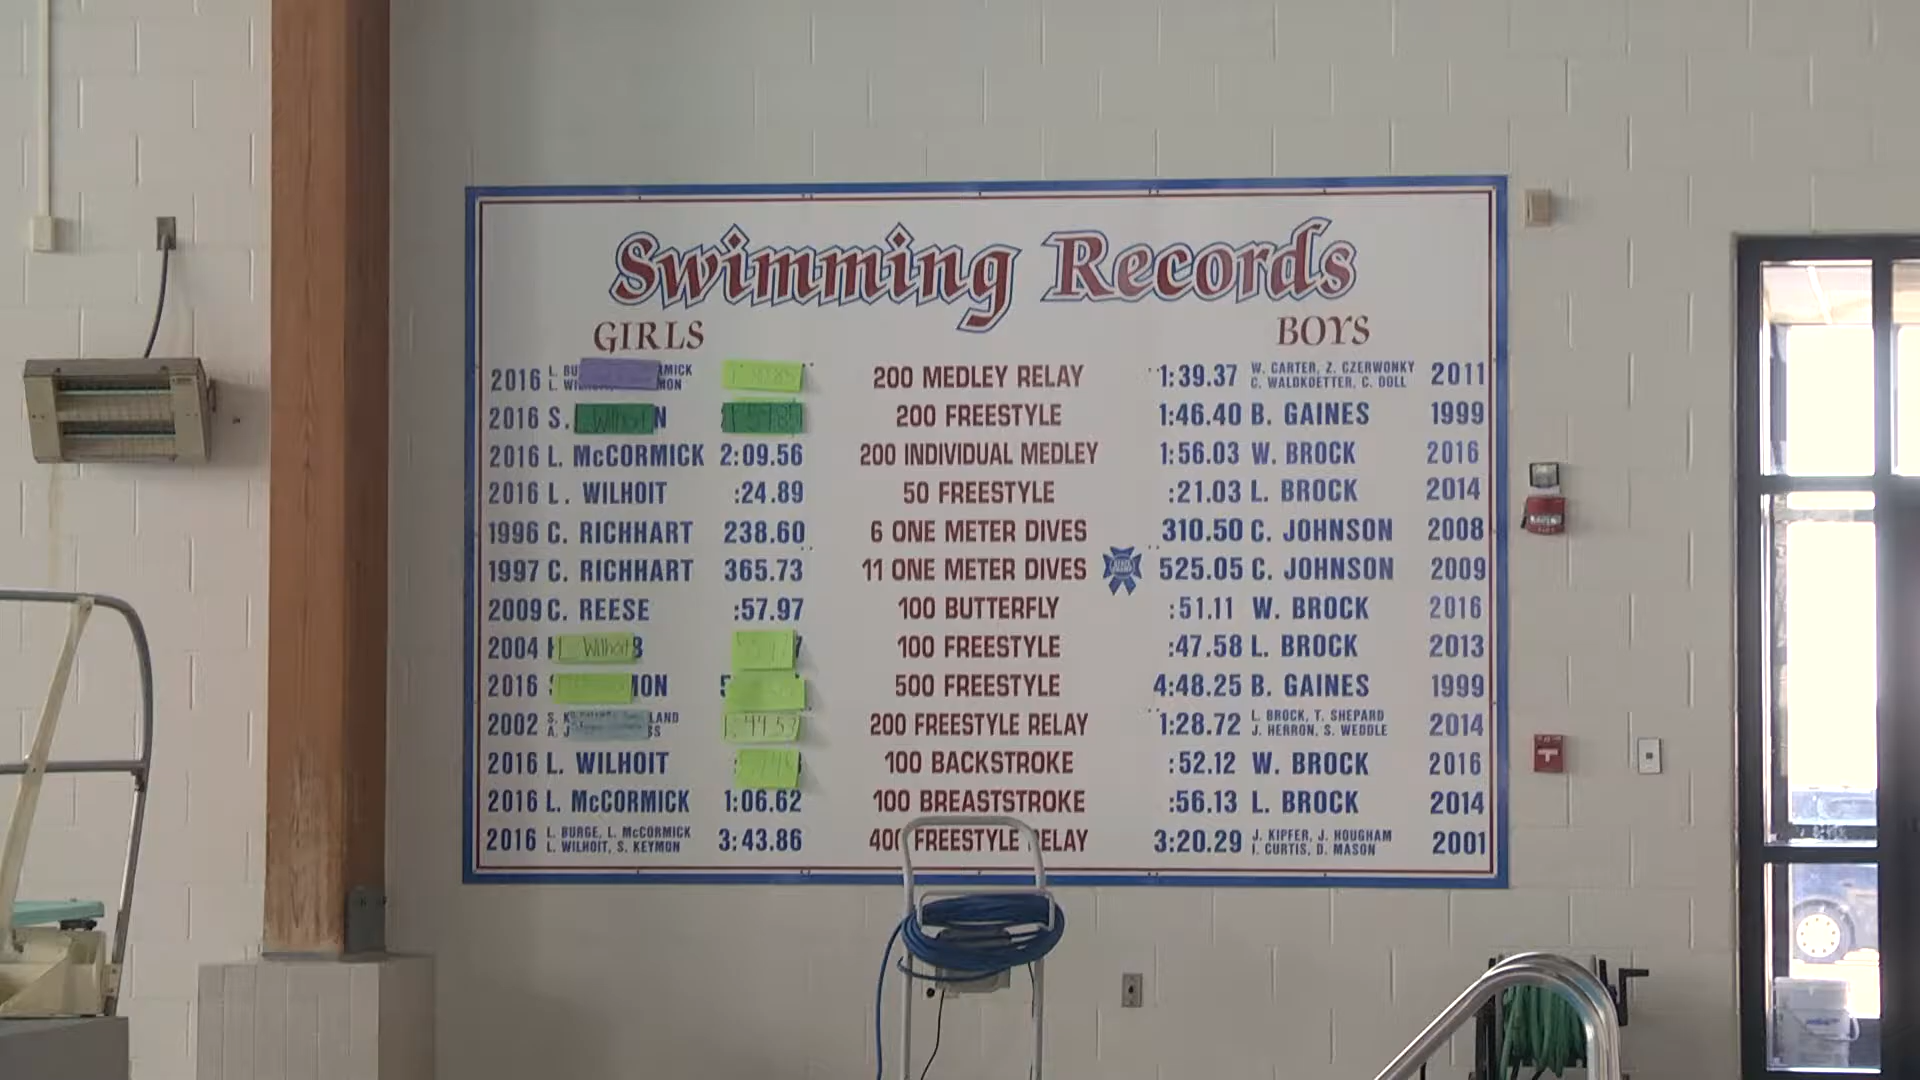 Swimming Records
GIRLS BOYS
2016 L. 200 MEDLEY RELAY 1:39.37 W. CARTER, Z. CZERWONKY C. WALDKOETTER, C. DOLL 2011
2016 S. Wilhoit 200 FREESTYLE 1:46.40 B. GAINES 1999
2016 L. McCORMICK 2:09.56 200 INDIVIDUAL MEDLEY 1:56.03 W. BROCK 2016
2016 L. WILHOIT :24.89 50 FREESTYLE :21.03 L. BROCK 2014
1996 C. RICHHART 238.60 6 ONE METER DIVES 310.50 C. JOHNSON 2008
1997 C. RICHHART 365.73 11 ONE METER DIVES 525.05 C. JOHNSON 2009
2009 C. REESE :57.97 100 BUTTERFLY :51.11 W. BROCK 2016
2004 Wilhoit 100 FREESTYLE :47.58 L. BROCK 2013
2016 500 FREESTYLE 4:48.25 B. GAINES 1999
2002 1:44.53 200 FREESTYLE RELAY 1:28.72 L. BROCK, T. SHEPARD J. HERRON, S. WEDDLE 2014
2016 L. WILHOIT 100 BACKSTROKE :52.12 W. BROCK 2016
2016 L. McCORMICK 1:06.62 100 BREASTSTROKE :56.13 L. BROCK 2014
2016 L. BURGE, L. McCORMICK L. WILHOIT, S. KEYMON 3:43.86 400 FREESTYLE RELAY 3:20.29 J. KIPFER, J. HOUGHAM I. CURTIS, D. MASON 2001